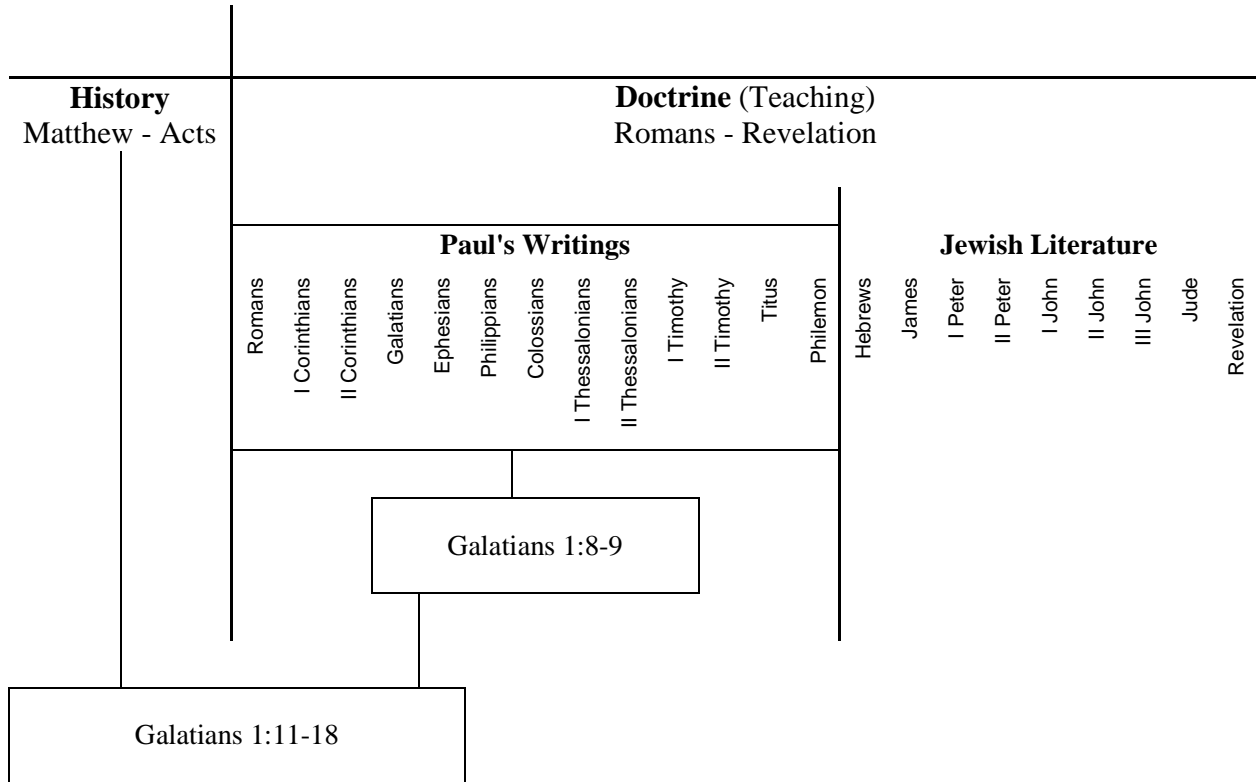 History
Matthew - Acts
Doctrine (Teaching)
Romans - Revelation
Paul's Writings
Jewish Literature
Romans
I Corinthians
II Corinthians
Galatians
Ephesians
Philippians
Colossians
I Thessalonians
II Thessalonians
I Timothy
II Timothy
Titus
Philemon
Hebrews
James
I Peter
II Peter
I John
II John
III John
Jude
Revelation
Galatians 1:8-9
Galatians 1:11-18